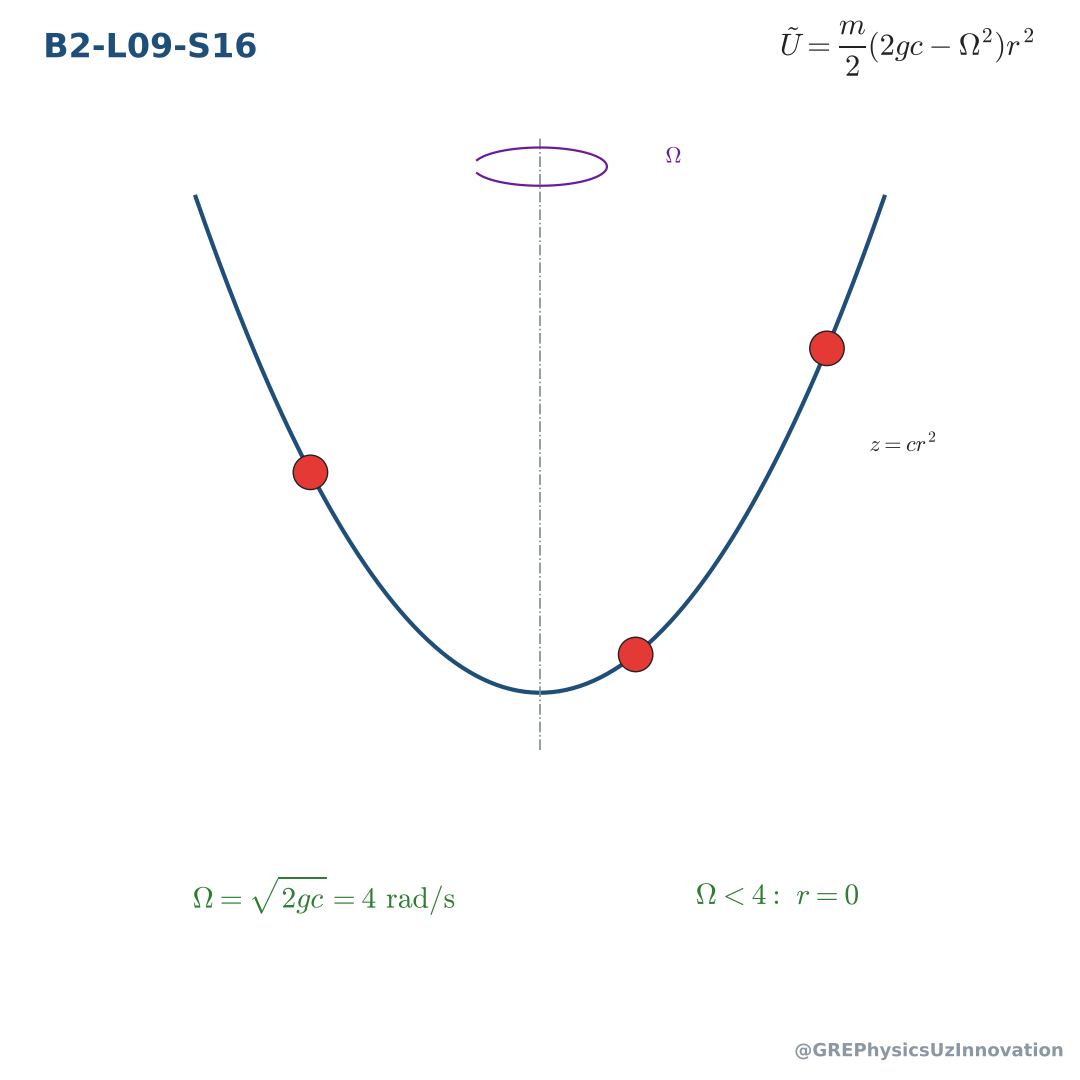 B2-L09-S16
Ũ = m/2 (2gc − Ω²)r²
Ω
z = cr²
Ω = √2gc = 4 rad/s
Ω < 4 : r = 0
@GREPhysicsUzInnovation